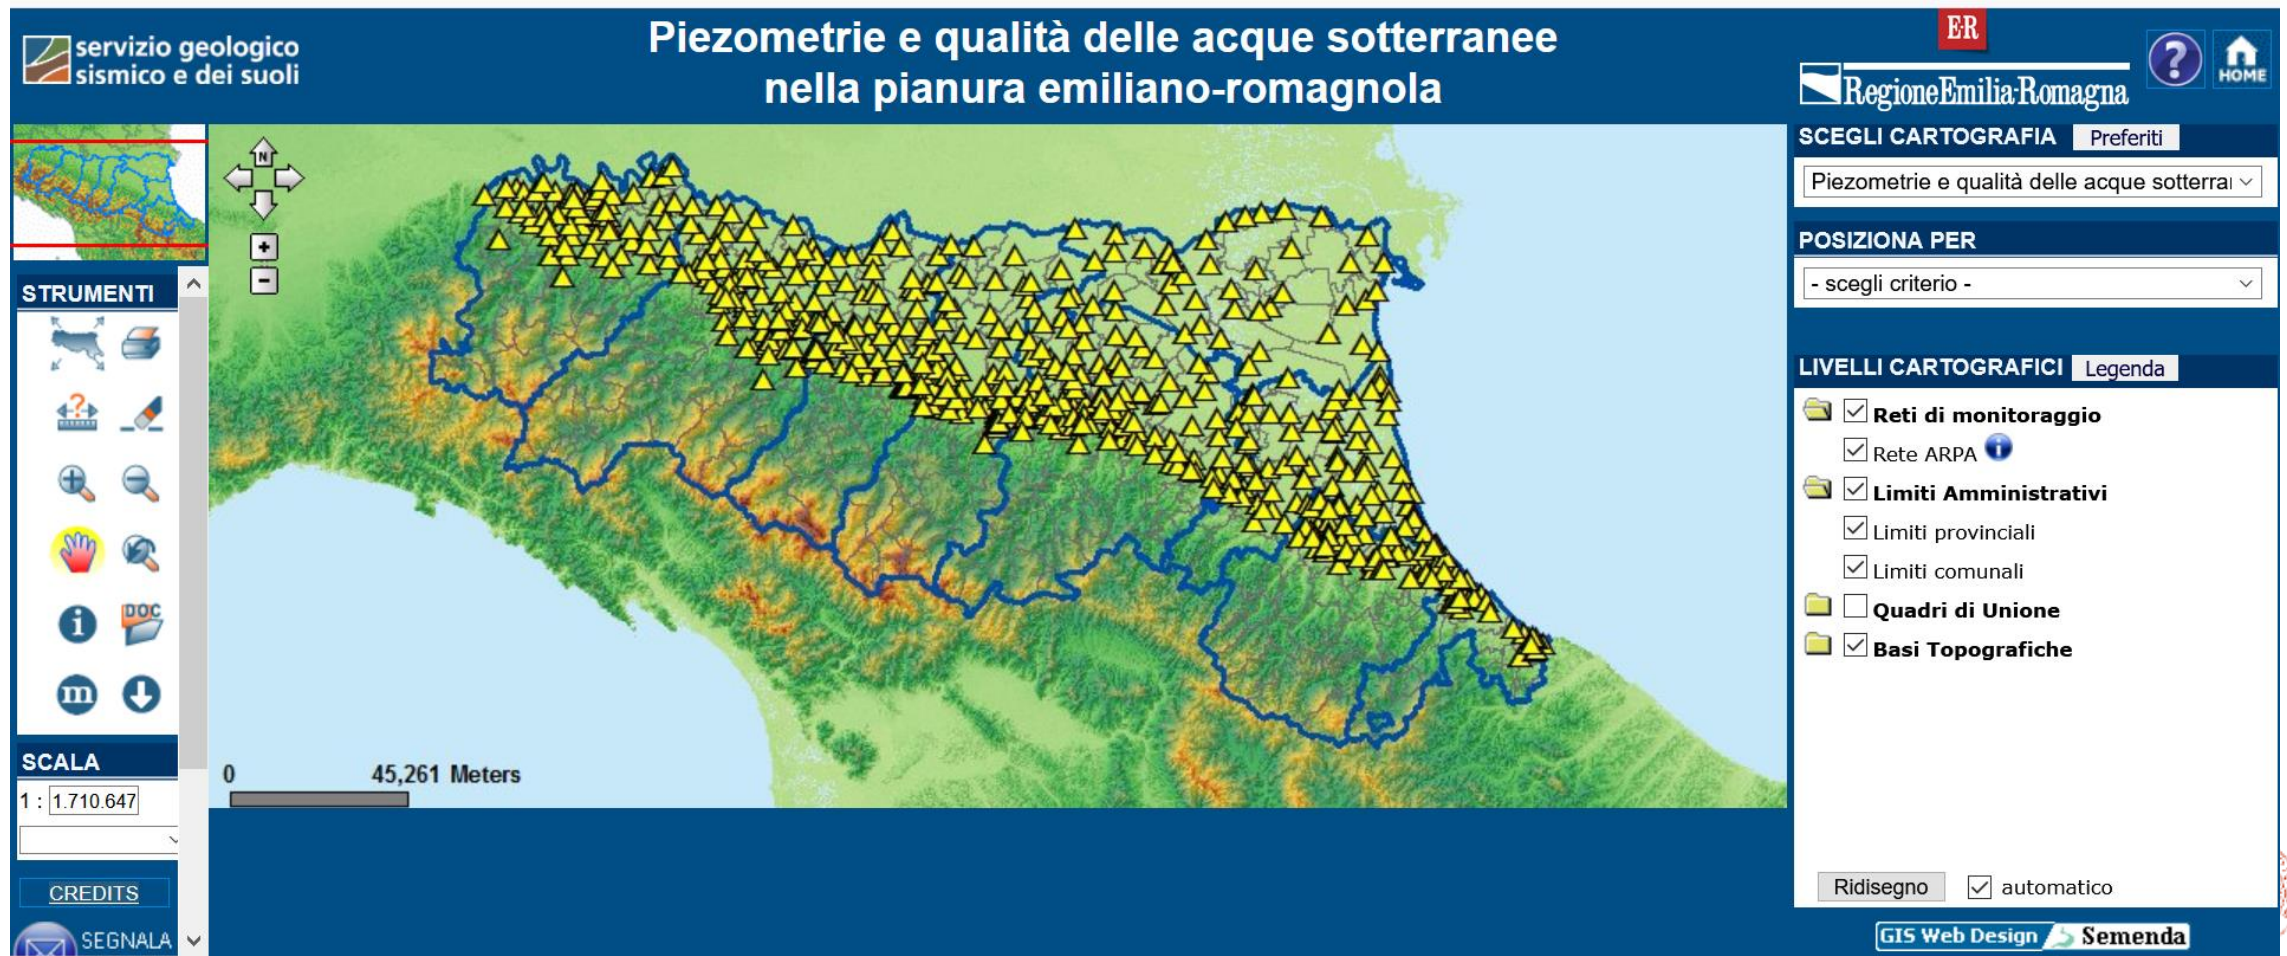 servizio geologico
sismico e dei suoli
Piezometrie e qualità delle acque sotterranee
nella pianura emiliano-romagnola
E·R
RegioneEmilia-Romagna
?
HOME
SCEGLI CARTOGRAFIA Preferiti
Piezometrie e qualità delle acque sotterra
POSIZIONA PER
- scegli criterio -
LIVELLI CARTOGRAFICI Legenda
Reti di monitoraggio
Rete ARPA i
Limiti Amministrativi
Limiti provinciali
Limiti comunali
Quadri di Unione
Basi Topografiche
Ridisegno automatico
GIS Web Design Semenda
N
+
-
STRUMENTI
?
i DOC
m
SCALA
1 : 1.710.647
CREDITS
SEGNALA
0 45,261 Meters